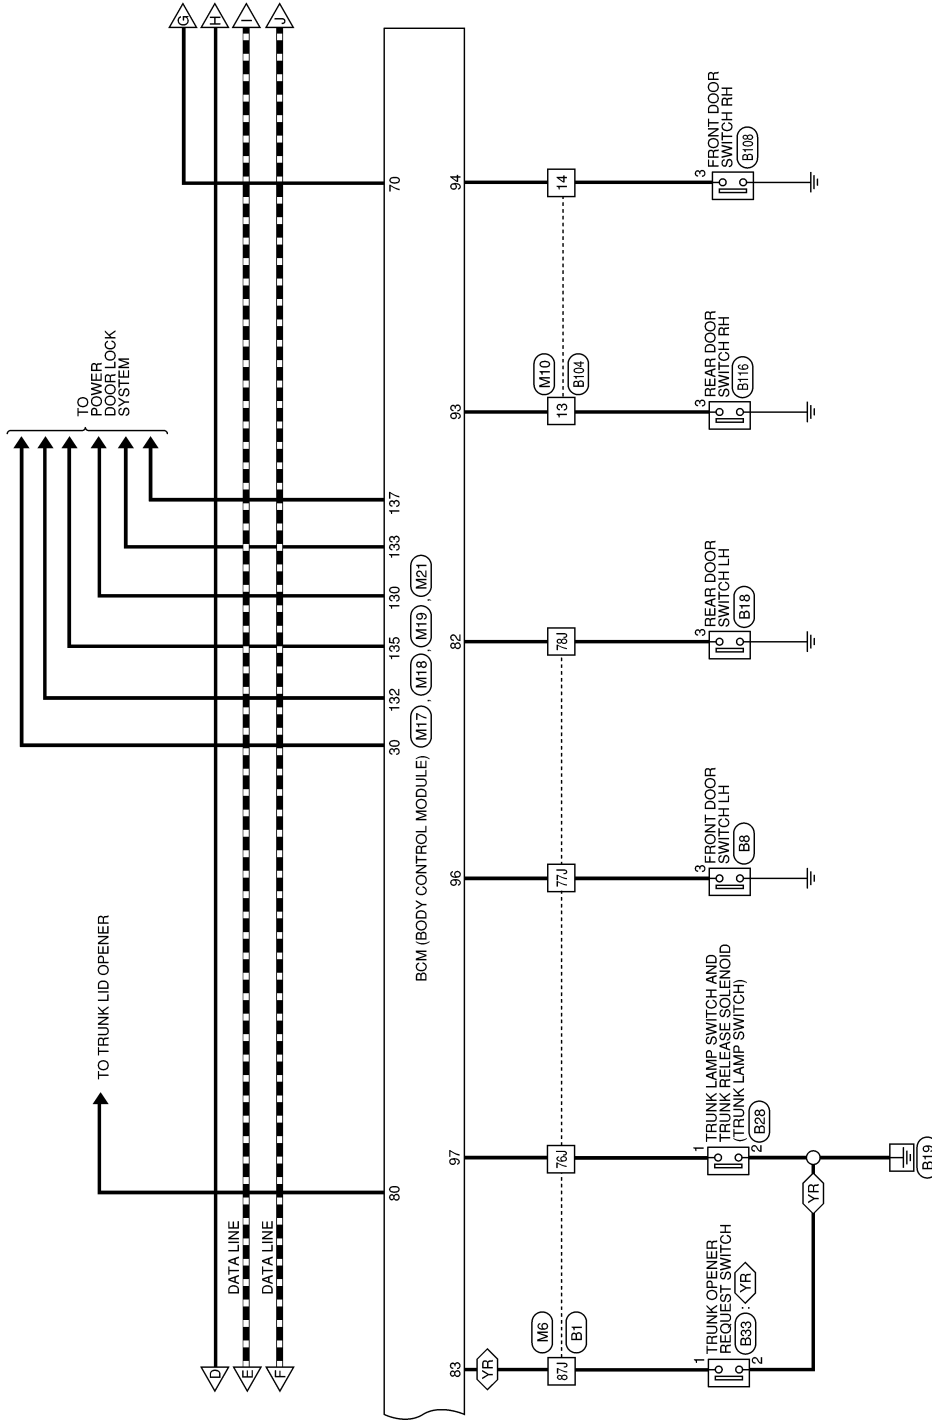 D
E
F
G
H
I
J
DATA LINE
DATA LINE
TO TRUNK LID OPENER
TO
POWER
DOOR LOCK
SYSTEM
80
30
132
135
130
133
137
70
BCM (BODY CONTROL MODULE) M17 , M18 , M19 , M21
83
97
96
82
93
94
YR
M6
B1
87J
76J
77J
78J
M10
B104
13
14
1
TRUNK OPENER
REQUEST SWITCH
B33 : YR
2
1
TRUNK LAMP SWITCH AND
TRUNK RELEASE SOLENOID
(TRUNK LAMP SWITCH)
B28
2
3
FRONT DOOR
SWITCH LH
B8
3
REAR DOOR
SWITCH LH
B18
3
REAR DOOR
SWITCH RH
B116
3
FRONT DOOR
SWITCH RH
B108
YR
B19